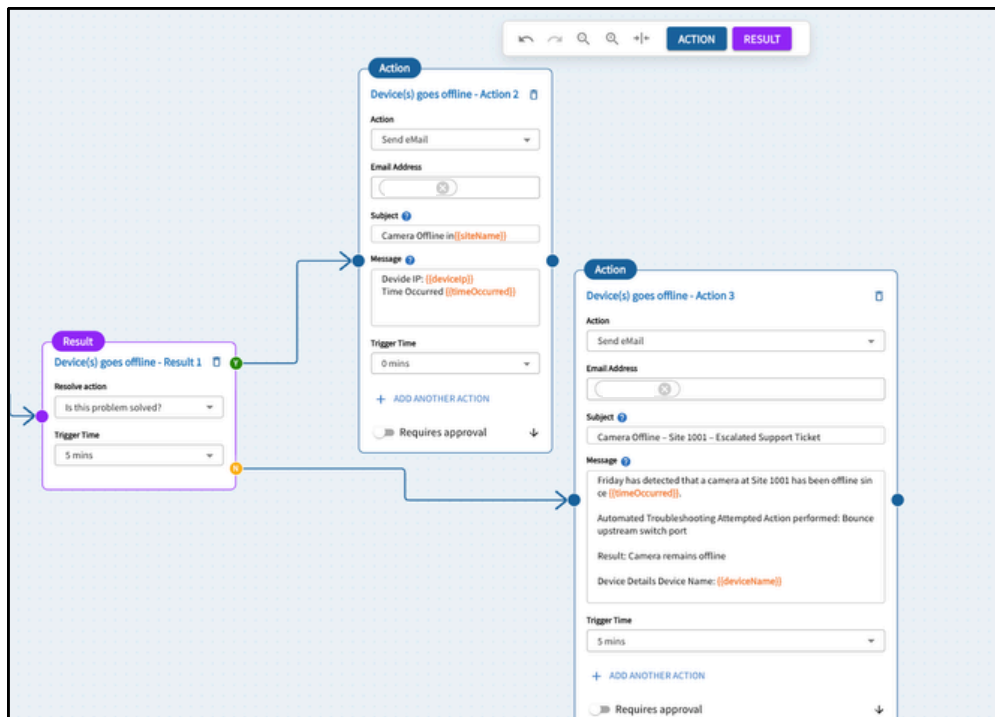 ACTION
RESULT
Action
Device(s) goes offline - Action 2
Action
Send eMail
Email Address
Subject ?
Camera Offline in{{siteName}}
Message ?
Devide IP: {{deviceIp}}
Time Occurred {{timeOccurred}}
Trigger Time
0 mins
+ ADD ANOTHER ACTION
Requires approval
Result
Device(s) goes offline - Result 1
Y
Resolve action
Is this problem solved?
Trigger Time
5 mins
N
Action
Device(s) goes offline - Action 3
Action
Send eMail
Email Address
Subject ?
Camera Offline – Site 1001 – Escalated Support Ticket
Message ?
Friday has detected that a camera at Site 1001 has been offline sin
ce {{timeOccurred}}.
Automated Troubleshooting Attempted Action performed: Bounce
upstream switch port
Result: Camera remains offline
Device Details Device Name: {{deviceName}}
Trigger Time
5 mins
+ ADD ANOTHER ACTION
Requires approval